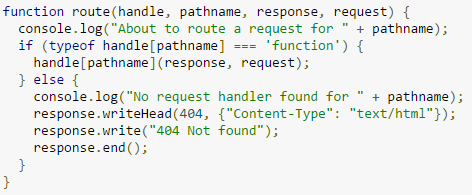 function route(handle, pathname, response, request) {
  console.log("About to route a request for " + pathname);
  if (typeof handle[pathname] === 'function') {
    handle[pathname](response, request);
  } else {
    console.log("No request handler found for " + pathname);
    response.writeHead(404, {"Content-Type": "text/html"});
    response.write("404 Not found");
    response.end();
  }
}